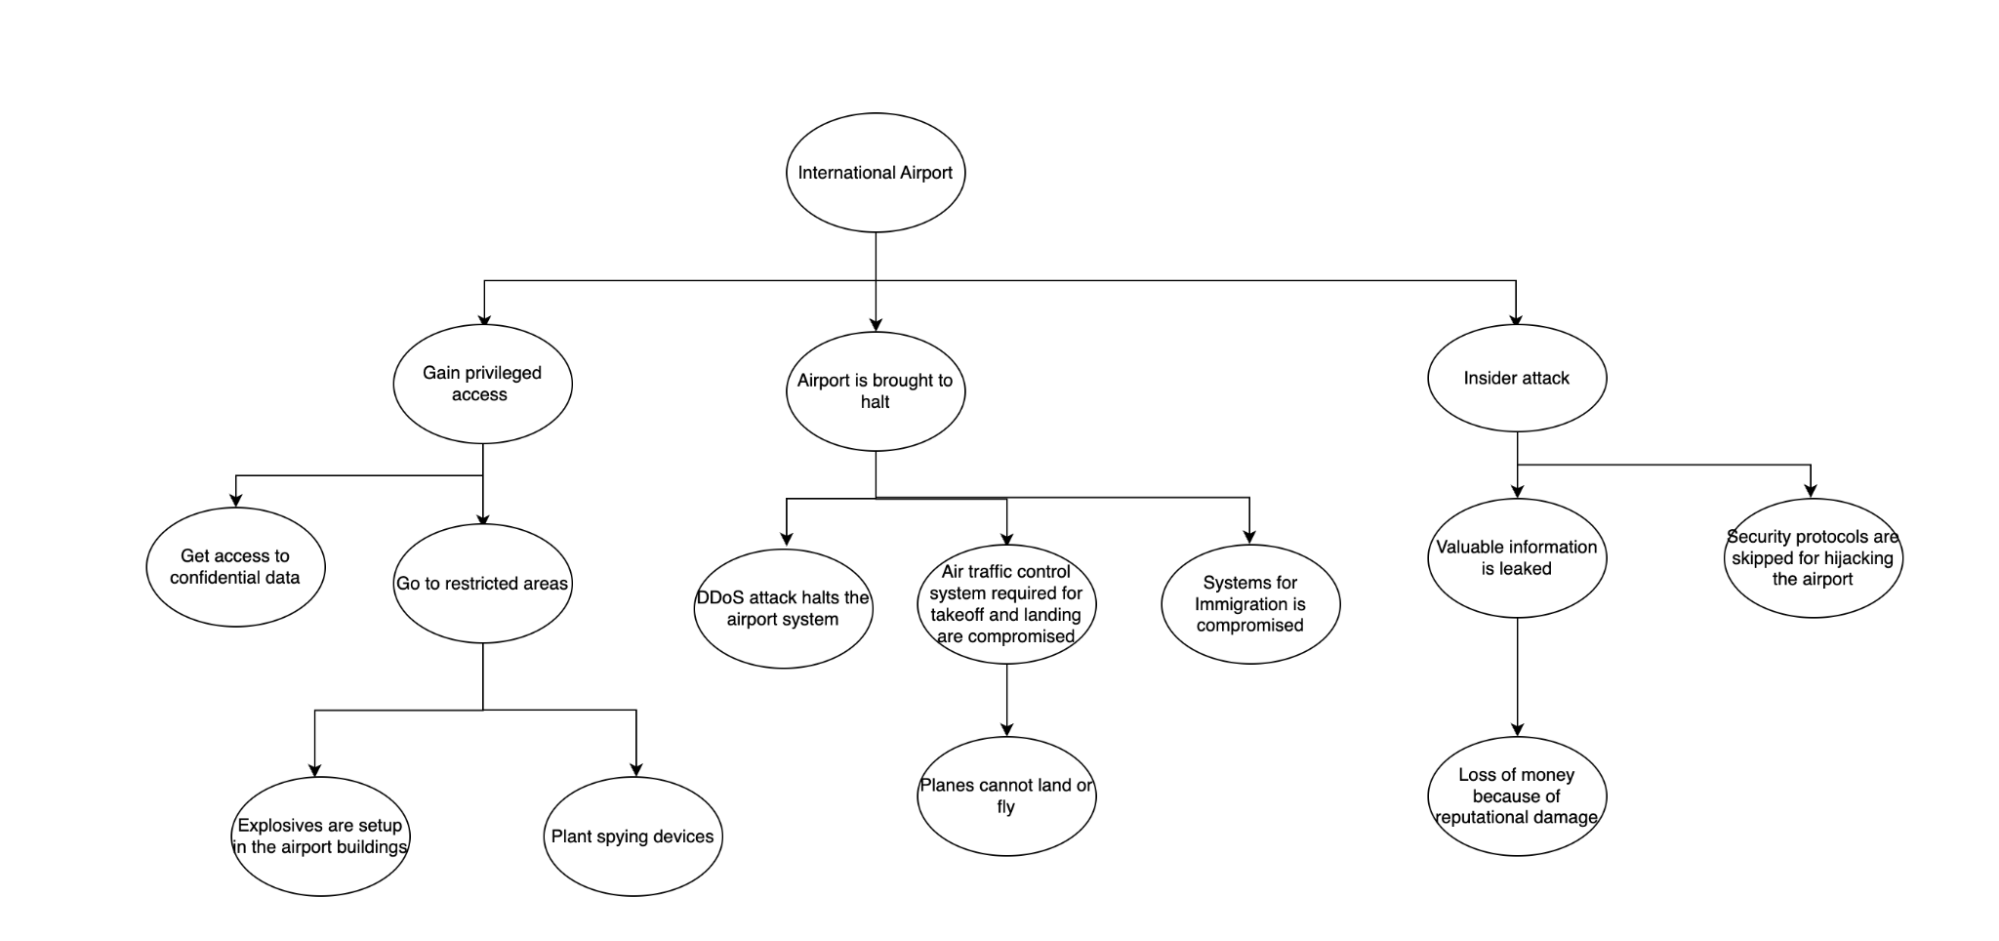 International Airport
Gain privileged
access
Airport is brought to
halt
Insider attack
Get access to
confidential data
Go to restricted areas
DDoS attack halts the
airport system
Air traffic control
system required for
takeoff and landing
are compromised
Systems for
Immigration is
compromised
Valuable information
is leaked
Security protocols are
skipped for hijacking
the airport
Explosives are setup
in the airport buildings
Plant spying devices
Planes cannot land or
fly
Loss of money
because of
reputational damage